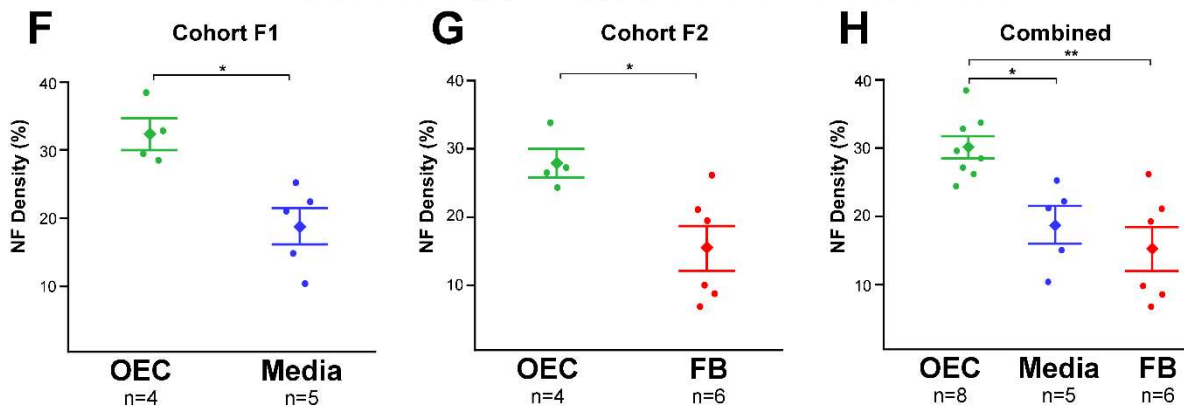 F
Cohort F1
*
NF Density (%)
40
30
20
10
OEC
Media
n=4
n=5
G
Cohort F2
*
NF Density (%)
40
30
20
10
OEC
FB
n=4
n=6
H
Combined
**
*
NF Density (%)
40
30
20
10
OEC
Media
FB
n=8
n=5
n=6